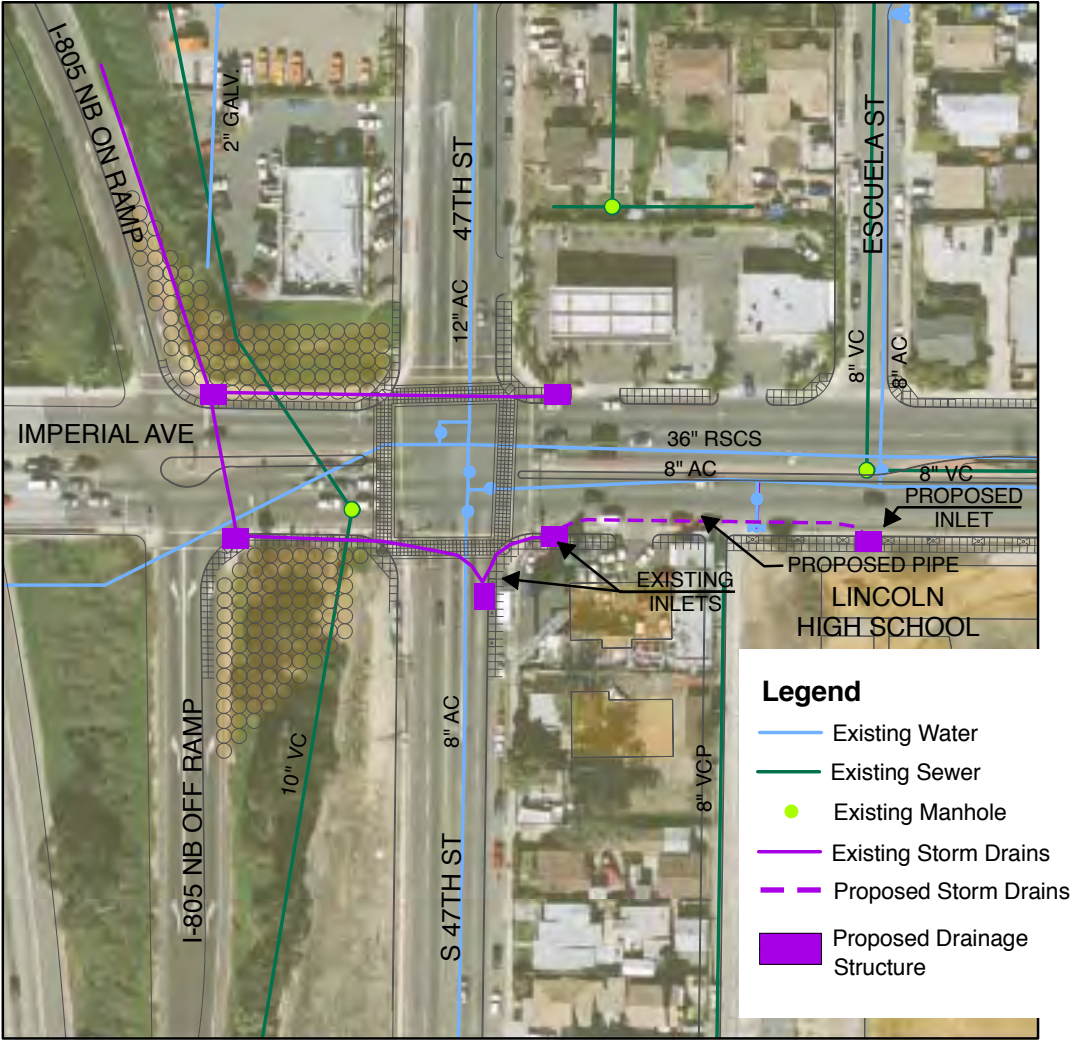 I-805 NB ON RAMP
2" GALV.
47TH ST
12" AC
ESCUELA ST
8" VC
8" AC
IMPERIAL AVE
36" RSCS
8" AC
8" VC
PROPOSED
INLET
PROPOSED PIPE
EXISTING
INLETS
LINCOLN
HIGH SCHOOL
I-805 NB OFF RAMP
10" VC
8" AC
S 47TH ST
8" VCP
Legend
Existing Water
Existing Sewer
Existing Manhole
Existing Storm Drains
Proposed Storm Drains
Proposed Drainage
Structure